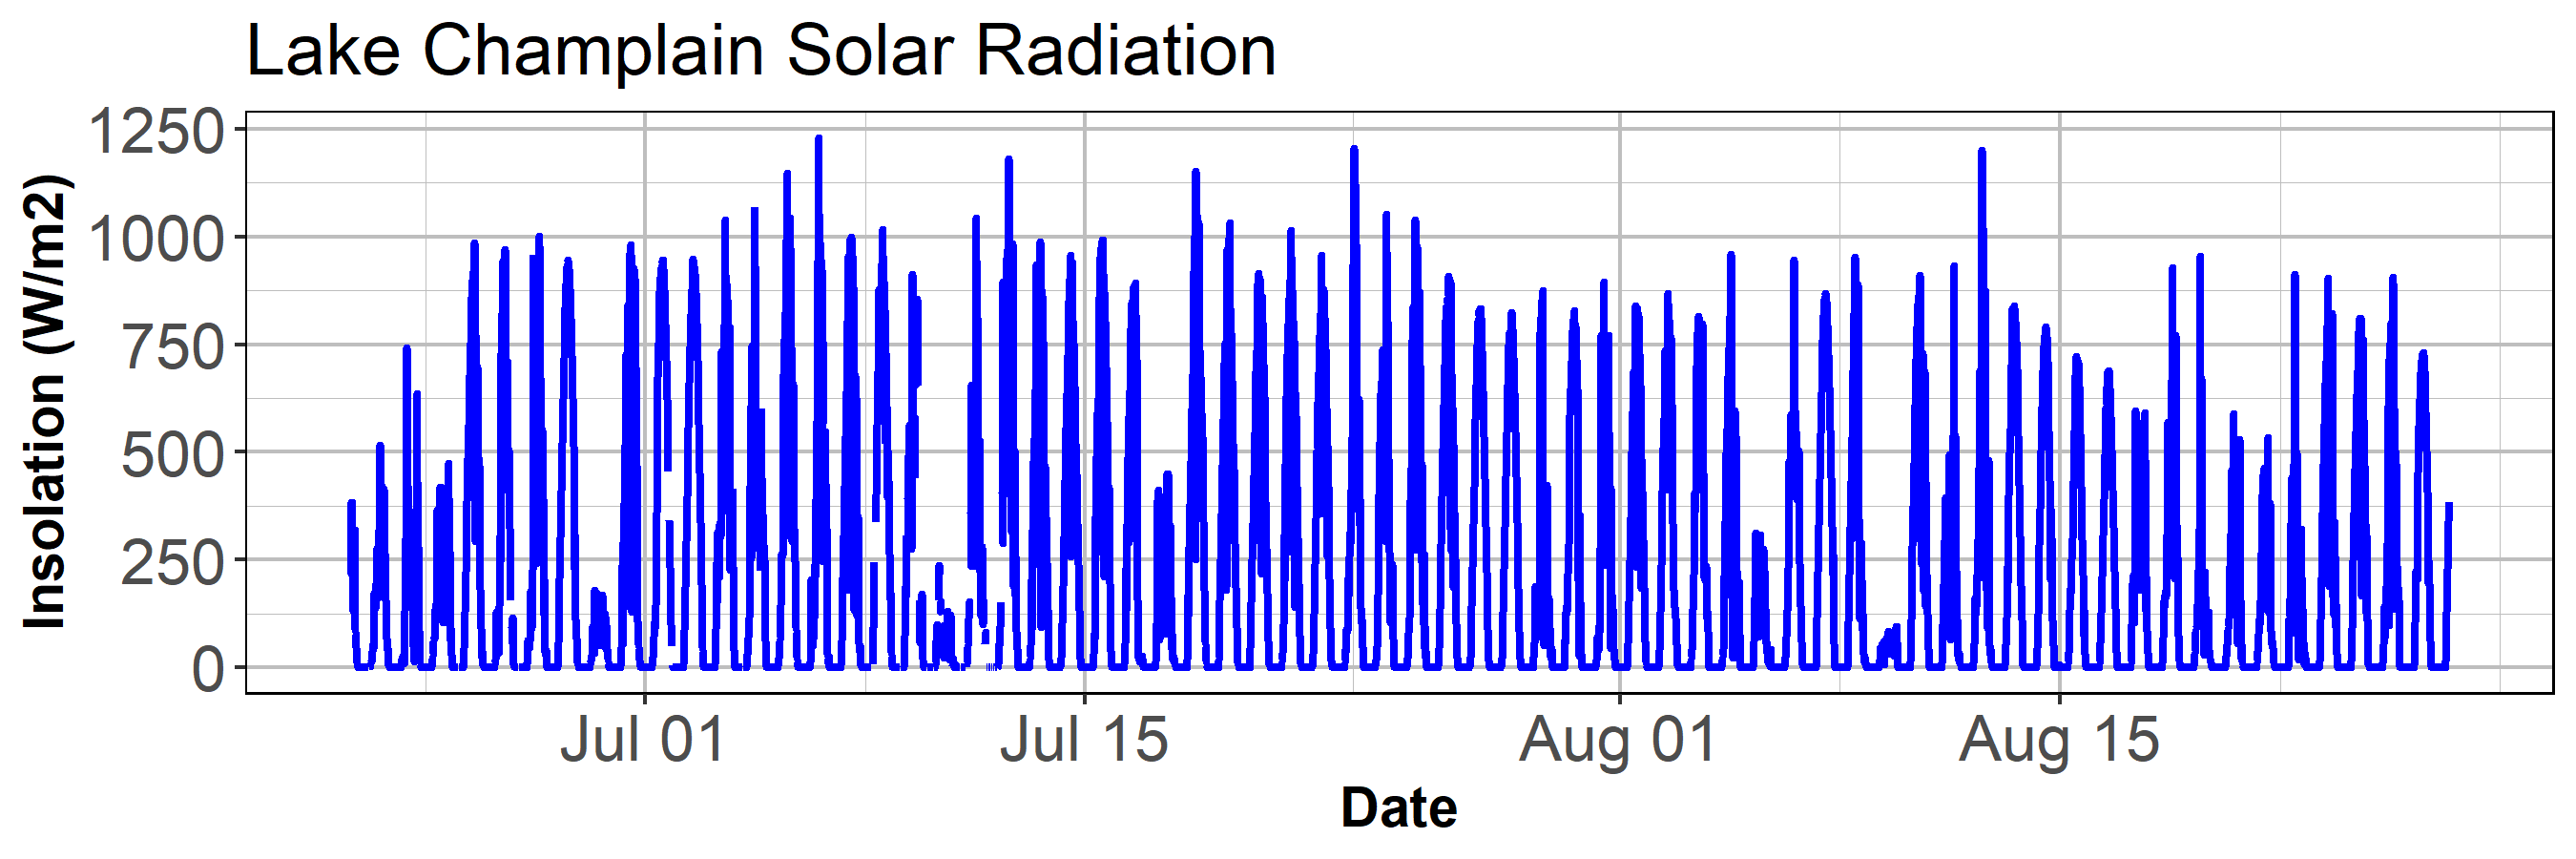 Lake Champlain Solar Radiation
Insolation (W/m2)
1250
1000
750
500
250
0
Jul 01 Jul 15 Aug 01 Aug 15
Date